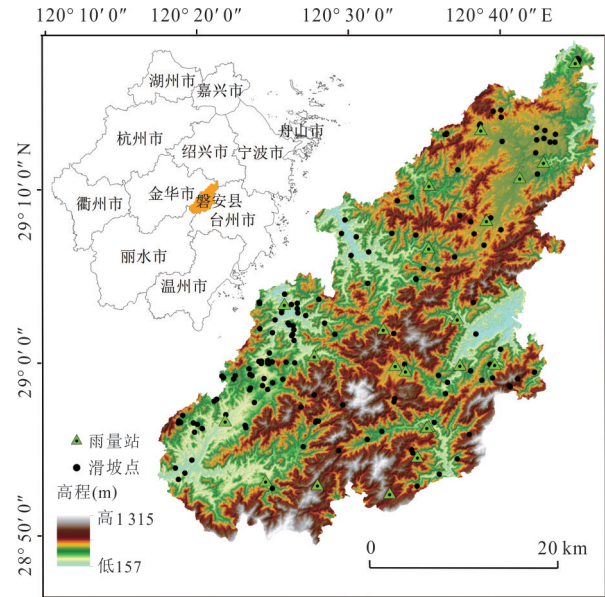 120° 10′ 0″ 120° 20′ 0″ 120° 30′ 0″ 120° 40′ 0″ E
29° 10′ 0″ N
29° 0′ 0″
28° 50′ 0″
湖州市
嘉兴市
杭州市
绍兴市
舟山市
宁波市
衢州市
金华市
磐安县
台州市
丽水市
温州市
雨量站
滑坡点
高程(m)
高1 315
低157
0 20 km